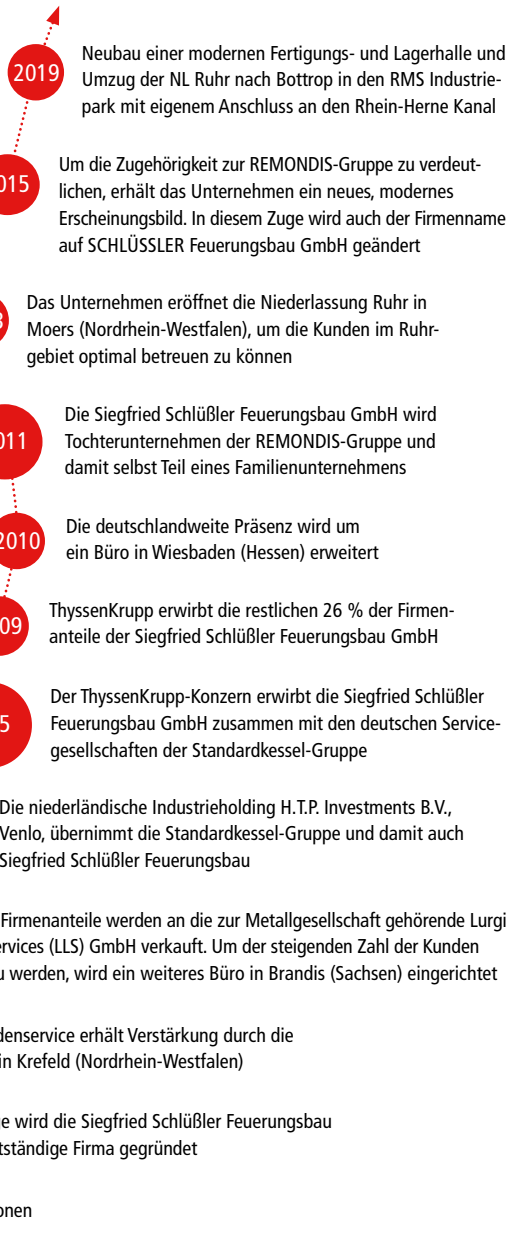 2019
Neubau einer modernen Fertigungs- und Lagerhalle und
Umzug der NL Ruhr nach Bottrop in den RMS Industrie-
park mit eigenem Anschluss an den Rhein-Herne Kanal
015
Um die Zugehörigkeit zur REMONDIS-Gruppe zu verdeut-
lichen, erhält das Unternehmen ein neues, modernes
Erscheinungsbild. In diesem Zuge wird auch der Firmenname
auf SCHLÜSSLER Feuerungsbau GmbH geändert
Das Unternehmen eröffnet die Niederlassung Ruhr in
Moers (Nordrhein-Westfalen), um die Kunden im Ruhr-
gebiet optimal betreuen zu können
011
Die Siegfried Schlüßler Feuerungsbau GmbH wird
Tochterunternehmen der REMONDIS-Gruppe und
damit selbst Teil eines Familienunternehmens
2010
Die deutschlandweite Präsenz wird um
ein Büro in Wiesbaden (Hessen) erweitert
09
ThyssenKrupp erwirbt die restlichen 26 % der Firmen-
anteile der Siegfried Schlüßler Feuerungsbau GmbH
5
Der ThyssenKrupp-Konzern erwirbt die Siegfried Schlüßler
Feuerungsbau GmbH zusammen mit den deutschen Service-
gesellschaften der Standardkessel-Gruppe
Die niederländische Industrieholding H.T.P. Investments B.V.,
Venlo, übernimmt die Standardkessel-Gruppe und damit auch
Siegfried Schlüßler Feuerungsbau
Firmenanteile werden an die zur Metallgesellschaft gehörende Lurgi
ervices (LLS) GmbH verkauft. Um der steigenden Zahl der Kunden
u werden, wird ein weiteres Büro in Brandis (Sachsen) eingerichtet
denservice erhält Verstärkung durch die
in Krefeld (Nordrhein-Westfalen)
ge wird die Siegfried Schlüßler Feuerungsbau
tständige Firma gegründet
onen